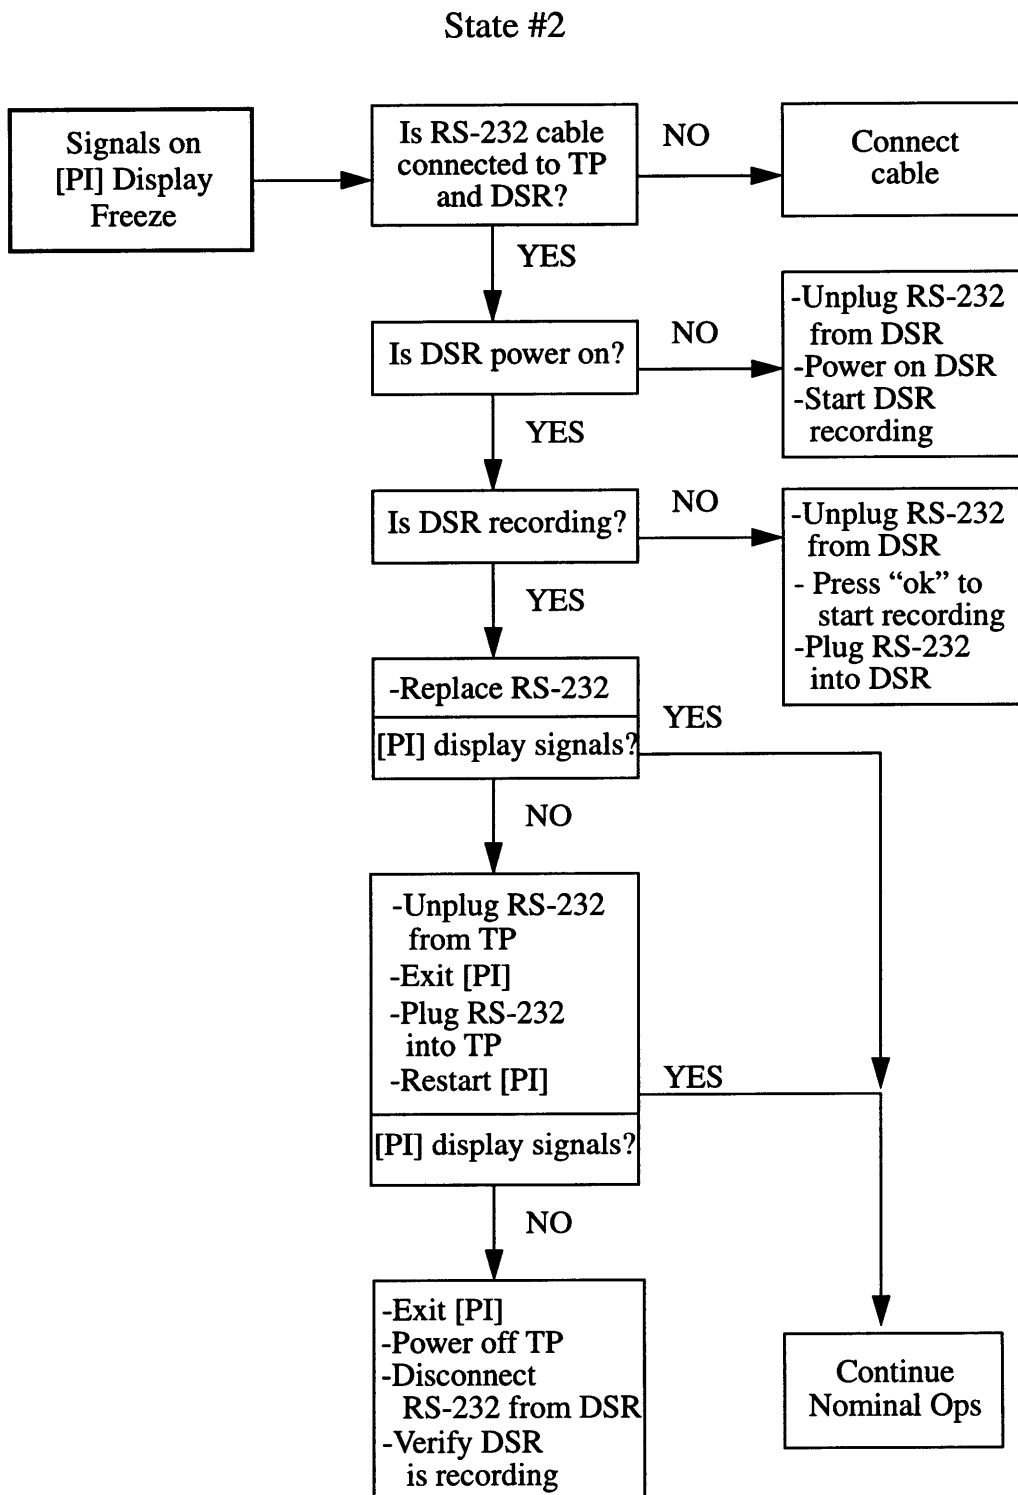 State #2
Signals on
[PI] Display
Freeze
Is RS-232 cable
connected to TP
and DSR?
NO
Connect
cable
YES
Is DSR power on?
NO
-Unplug RS-232
from DSR
-Power on DSR
-Start DSR
recording
YES
Is DSR recording?
NO
-Unplug RS-232
from DSR
- Press “ok” to
start recording
-Plug RS-232
into DSR
YES
-Replace RS-232
[PI] display signals?
YES
NO
-Unplug RS-232
from TP
-Exit [PI]
-Plug RS-232
into TP
-Restart [PI]
[PI] display signals?
YES
NO
-Exit [PI]
-Power off TP
-Disconnect
RS-232 from DSR
-Verify DSR
is recording
Continue
Nominal Ops